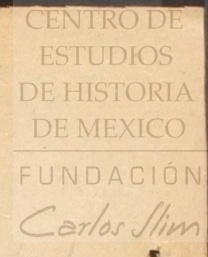 CENTRO DE
ESTUDIOS
DE HISTORIA
DE MEXICO
FUNDACIÓN
Carlos Slim